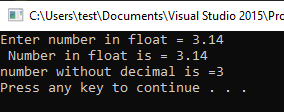 C:\Users\test\Documents\Visual Studio 2015\Pro
Enter number in float = 3.14
 Number in float is = 3.14
number without decimal is =3
Press any key to continue . . .